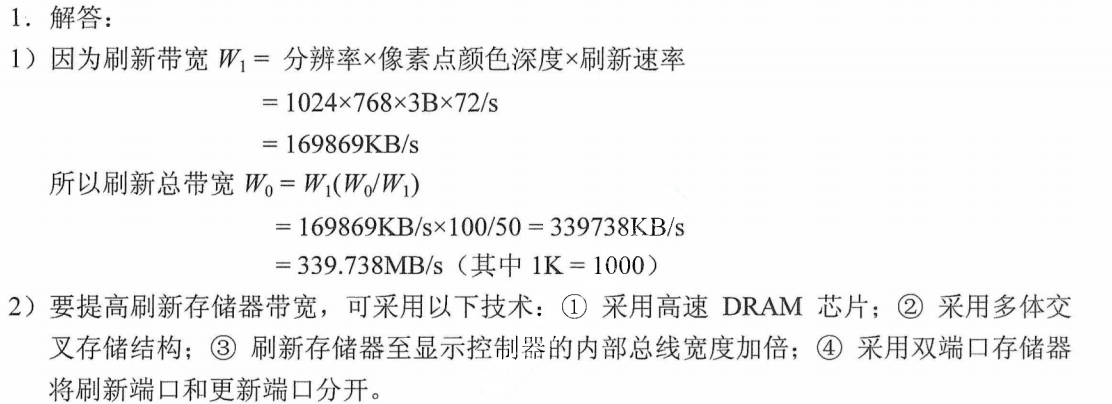 1. 解答：
1）因为刷新带宽 W₁ = 分辨率×像素点颜色深度×刷新速率
= 1024×768×3B×72/s
= 169869KB/s
所以刷新总带宽 W₀ = W₁(W₀/W₁)
= 169869KB/s×100/50 = 339738KB/s
= 339.738MB/s（其中 1K = 1000）
2）要提高刷新存储器带宽，可采用以下技术：① 采用高速 DRAM 芯片；② 采用多体交
叉存储结构；③ 刷新存储器至显示控制器的内部总线宽度加倍；④ 采用双端口存储器
将刷新端口和更新端口分开。